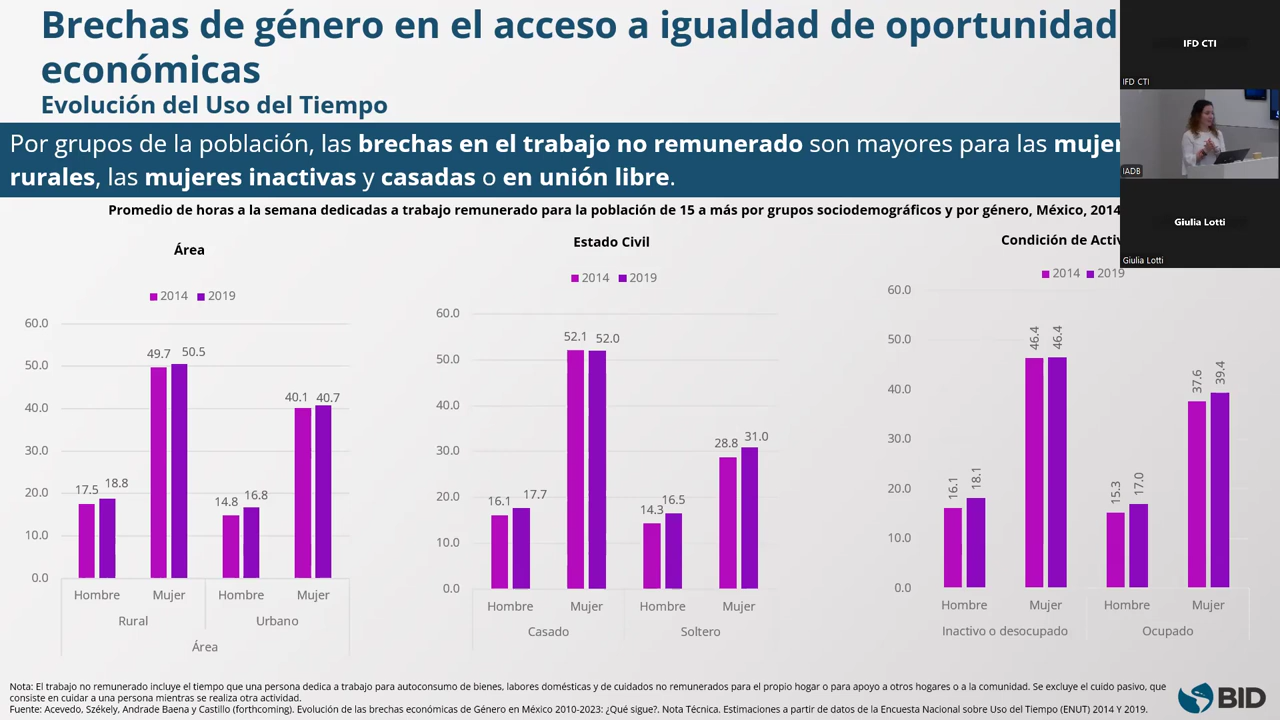 Brechas de género en el acceso a igualdad de oportunidad
económicas
Evolución del Uso del Tiempo
Por grupos de la población, las brechas en el trabajo no remunerado son mayores para las
rurales, las mujeres inactivas y casadas o en unión libre.
Promedio de horas a la semana dedicadas a trabajo remunerado para la población de 15 a más por grupos sociodemográficos y por género, México, 2014
Área
2014 2019
60.0
50.0
40.0
30.0
20.0
10.0
0.0
17.5 18.8 49.7 50.5 14.8 16.8 40.1 40.7
Hombre Mujer Hombre Mujer
Rural Urbano
Área
Estado Civil
2014 2019
60.0
50.0
40.0
30.0
20.0
10.0
0.0
16.1 17.7 52.1 52.0 14.3 16.5 28.8 31.0
Hombre Mujer Hombre Mujer
Casado Soltero
Condición de
2014 2019
60.0
50.0
40.0
30.0
20.0
10.0
0.0
16.1 18.1 46.4 46.4 15.3 17.0 37.6 39.4
Hombre Mujer Hombre Mujer
Inactivo o desocupado Ocupado
Nota: El trabajo no remunerado incluye el tiempo que una persona dedica a trabajo para autoconsumo de bienes, labores domésticas y de cuidados no remunerados para el propio hogar o para apoyo a otros hogares o a la comunidad. Se excluye el cuido pasivo, que
consiste en cuidar a una persona mientras se realiza otra actividad.
Fuente: Acevedo, Székely, Andrade Baena y Castillo (forthcoming). Evolución de las brechas económicas de Género en México 2010-2023: ¿Qué sigue?. Nota Técnica. Estimaciones a partir de datos de la Encuesta Nacional sobre Uso del Tiempo (ENUT) 2014 Y 2019.
BID
IFD CTI
IFD CTI
IADB
Giulia Lotti
Giulia Lotti